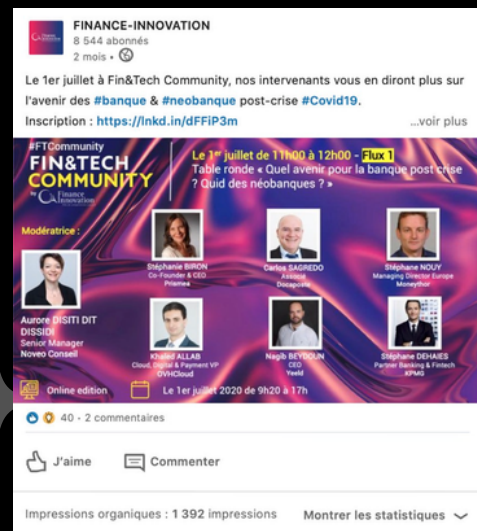 FINANCE-INNOVATION
8 544 abonnés
2 mois •
Le 1er juillet à Fin&Tech Community, nos intervenants vous en diront plus sur
l'avenir des #banque & #neobanque post-crise #Covid19.
Inscription : https://lnkd.in/dFFiP3m
...voir plus
#FTCommunity
FIN&TECH
COMMUNITY
by Finance Innovation
Le 1er juillet de 11h00 à 12h00 - Flux 1
Table ronde « Quel avenir pour la banque post crise
? Quid des néobanques ? »
Modératrice :
Aurore DISITI DIT
DISSIDI
Senior Manager
Noveo Conseil
Stéphanie BIRON
Co-Founder & CEO
Prismea
Carlos SAGREDO
Associé
Docaposte
Stéphane NOUY
Managing Director Europe
Moneythor
Khaled ALLAB
Cloud, Digital & Payment VP
OVHCloud
Nagib BEYDOUN
CEO
Yeeld
Stéphane DEHAIES
Partner Banking & Fintech
KPMG
Online edition
Le 1er juillet 2020 de 9h20 à 17h
40 • 2 commentaires
J'aime
Commenter
Impressions organiques : 1 392 impressions
Montrer les statistiques